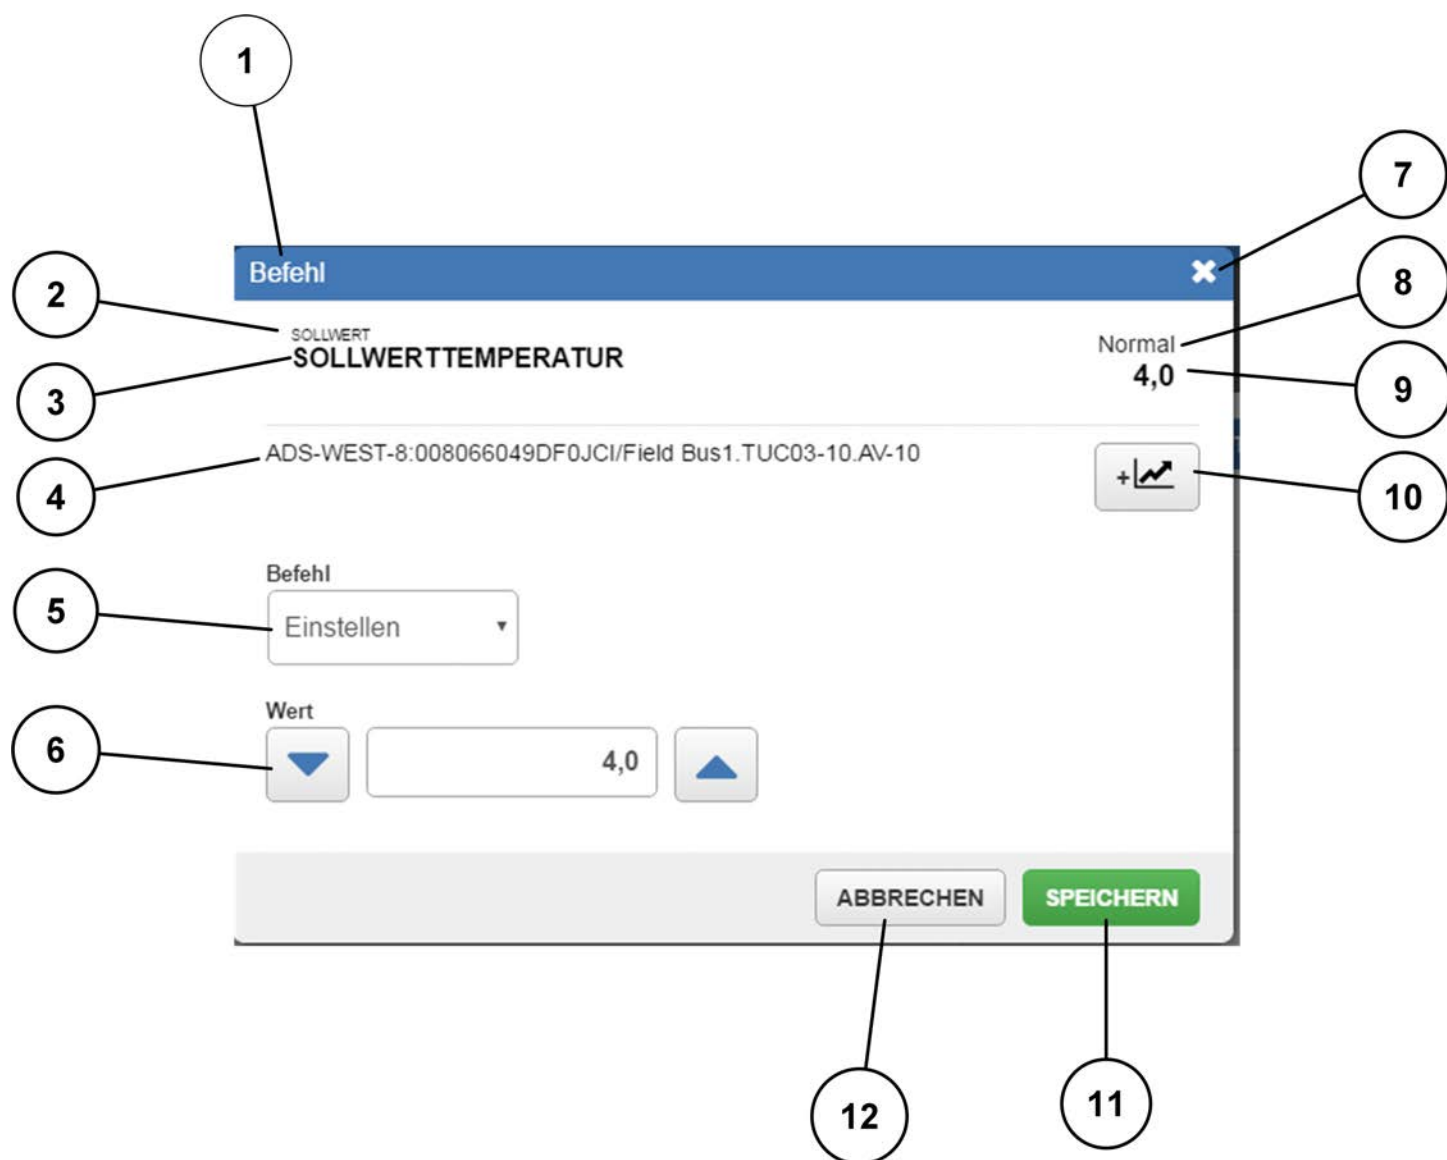 1
7
Befehl
2
8
SOLLWERT
SOLLWERTTEMPERATUR
Normal
4,0
3
9
ADS-WEST-8:008066049DF0JCI/Field Bus1.TUC03-10.AV-10
4
+
10
Befehl
5
Einstellen
Wert
6
4,0
ABBRECHEN
SPEICHERN
12
11